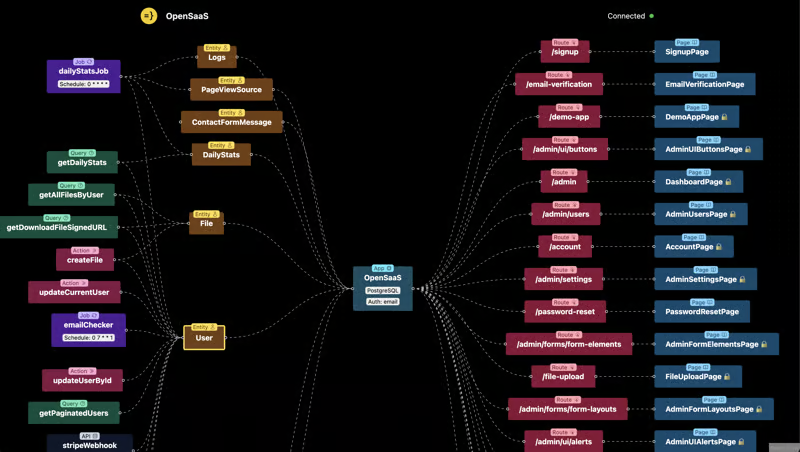 =}
OpenSaaS
Connected
Job
dailyStatsJob
Schedule: 0 * * * *
Query
getDailyStats
Query
getAllFilesByUser
Query
getDownloadFileSignedURL
Action
createFile
Action
updateCurrentUser
Job
emailChecker
Schedule: 0 7 * * 1
Action
updateUserById
Query
getPaginatedUsers
API
stripeWebhook
Entity
Logs
Entity
PageViewSource
Entity
ContactFormMessage
Entity
DailyStats
Entity
File
Entity
User
App
OpenSaaS
PostgreSQL
Auth: email
Route
/signup
Page
SignupPage
Route
/email-verification
Page
EmailVerificationPage
Route
/demo-app
Page
DemoAppPage
Route
/admin/ui/buttons
Page
AdminUIButtonsPage
Route
/admin
Page
DashboardPage
Route
/admin/users
Page
AdminUsersPage
Route
/account
Page
AccountPage
Route
/admin/settings
Page
AdminSettingsPage
Route
/password-reset
Page
PasswordResetPage
Route
/admin/forms/form-elements
Page
AdminFormElementsPage
Route
/file-upload
Page
FileUploadPage
Route
/admin/forms/form-layouts
Page
AdminFormLayoutsPage
Route
/admin/ui/alerts
Page
AdminUIAlertsPage